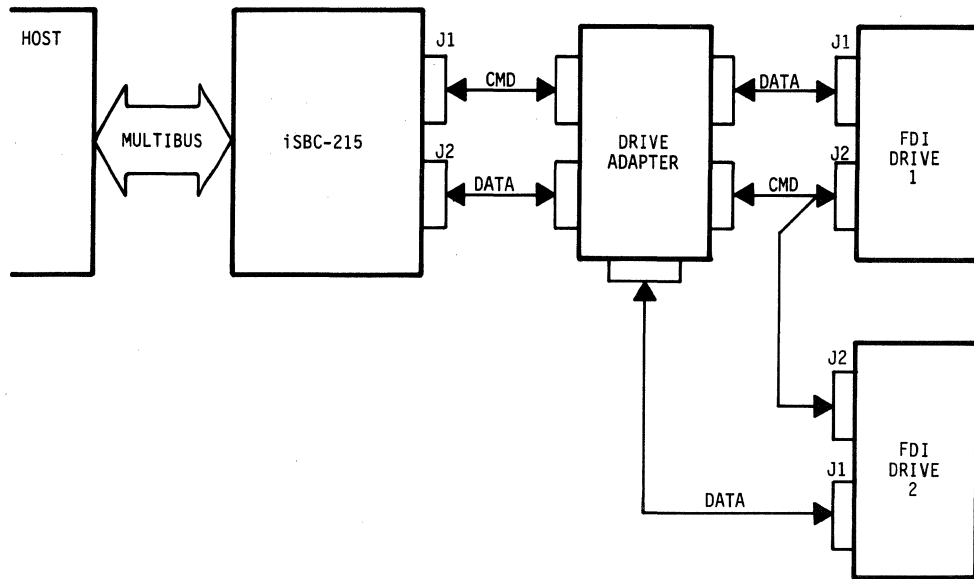 HOST
MULTIBUS
iSBC-215
J1
CMD
J2
DATA
DRIVE
ADAPTER
DATA
CMD
J1
J2
FDI
DRIVE
1
J2
J1
FDI
DRIVE
2
DATA